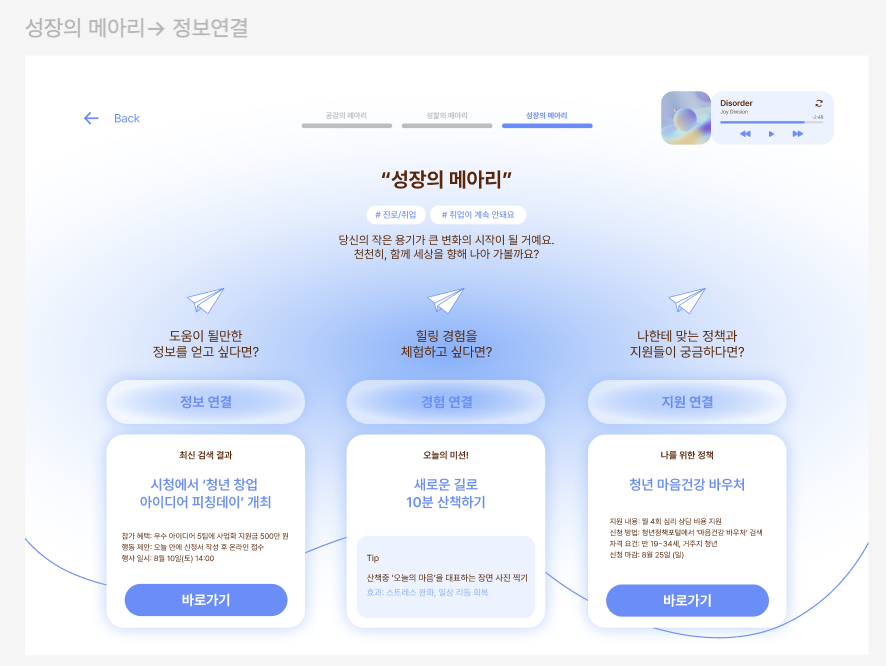 성장의 메아리→ 정보연결
← Back
공감의 메아리
성찰의 메아리
성장의 메아리
Disorder
Joy Division
-2:48
“성장의 메아리”
# 진로/취업
# 취업이 계속 안돼요
당신의 작은 용기가 큰 변화의 시작이 될 거예요.
천천히, 함께 세상을 향해 나아 가볼까요?
도움이 될만한
정보를 얻고 싶다면?
정보 연결
최신 검색 결과
시청에서 ‘청년 창업
아이디어 피칭데이’ 개최
참가 혜택: 우수 아이디어 5팀에 사업화 지원금 500만 원
행동 제안: 오늘 안에 신청서 작성 후 온라인 접수
행사 일시: 8월 10일(토) 14:00
바로가기
힐링 경험을
체험하고 싶다면?
경험 연결
오늘의 미션!
새로운 길로
10분 산책하기
Tip
산책중 ‘오늘의 마음’을 대표하는 장면 사진 찍기
효과: 스트레스 완화, 일상 리듬 회복
나한테 맞는 정책과
지원들이 궁금하다면?
지원 연결
나를 위한 정책
청년 마음건강 바우처
지원 내용: 월 4회 심리 상담 비용 지원
신청 방법: 청년정책포털에서 ‘마음건강 바우처’ 검색
자격 요건: 만 19~34세, 거주지 청년
신청 마감: 8월 25일 (일)
바로가기